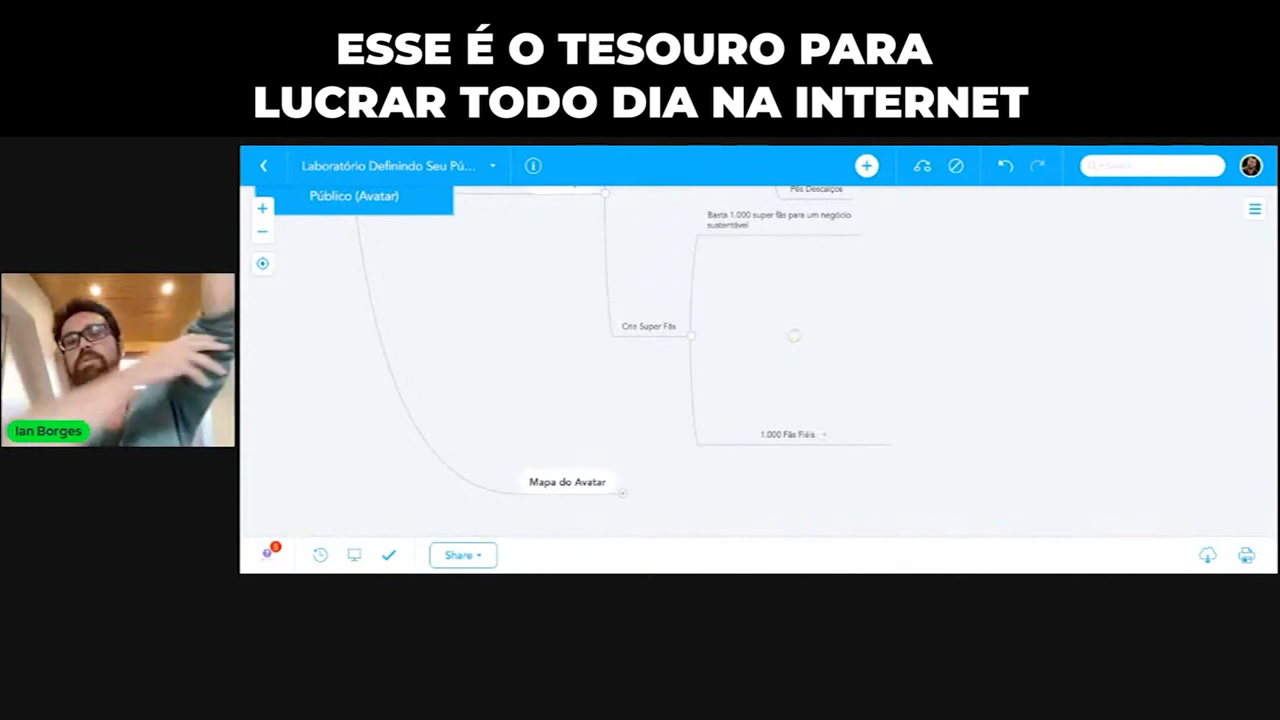 ESSE É O TESOURO PARA
LUCRAR TODO DIA NA INTERNET
Laboratório Definindo Seu Pú...
Search
Público (Avatar)
Pés Descalços
Basta 1.000 super fãs para um negócio
sustentável
Crie Super Fãs
1.000 Fãs Fiéis
Ian Borges
Mapa do Avatar
Share